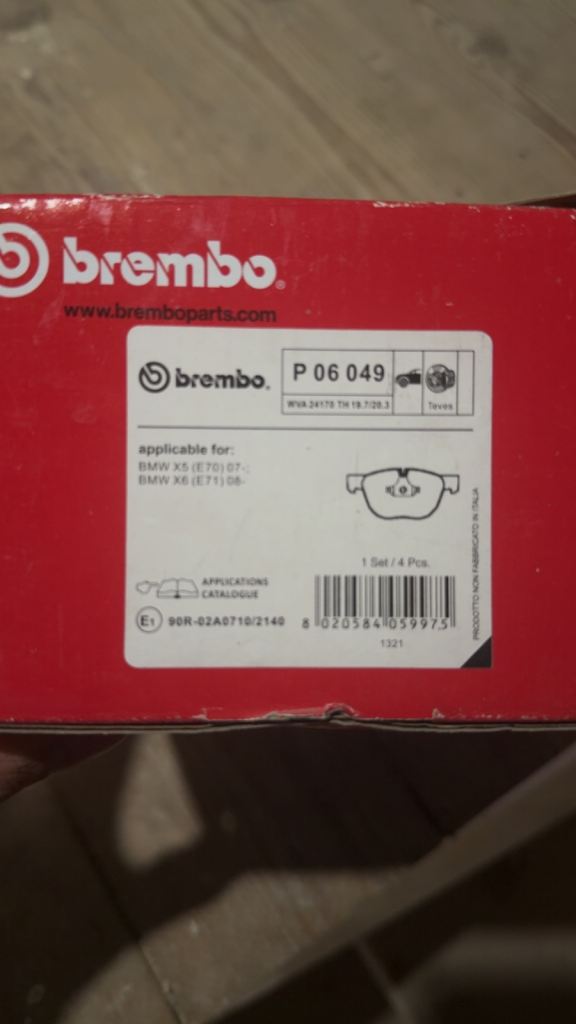 brembo®
www.bremboparts.com
brembo®
P 06 049
WVA 24178 TH 19.7/20.3
Teves
applicable for:
BMW X5 (E70) 07-;
BMW X6 (E71) 08-
1 Set / 4 Pcs.
APPLICATIONS
CATALOGUE
E1 90R-02A0710/2140
8 020584 059975
1321
PRODOTTO NON FABBRICATO IN ITALIA